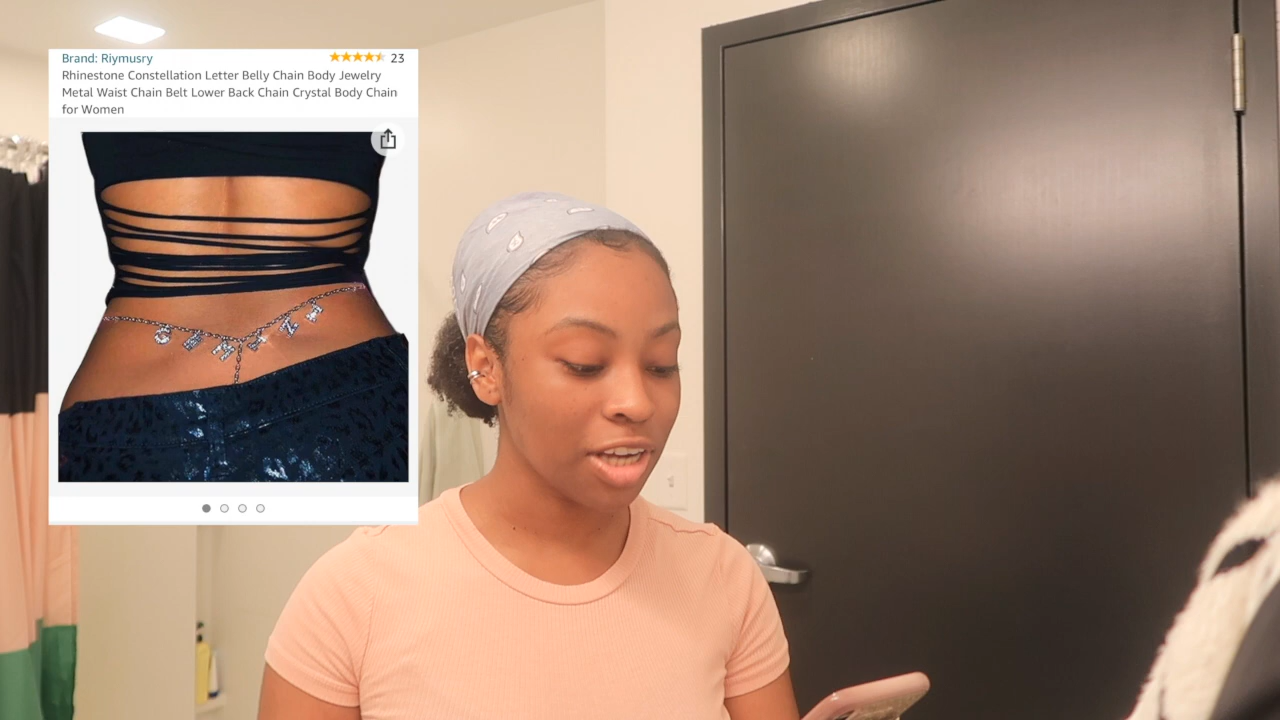 Brand: Riymusry
23
Rhinestone Constellation Letter Belly Chain Body Jewelry
Metal Waist Chain Belt Lower Back Chain Crystal Body Chain
for Women
GEMINI